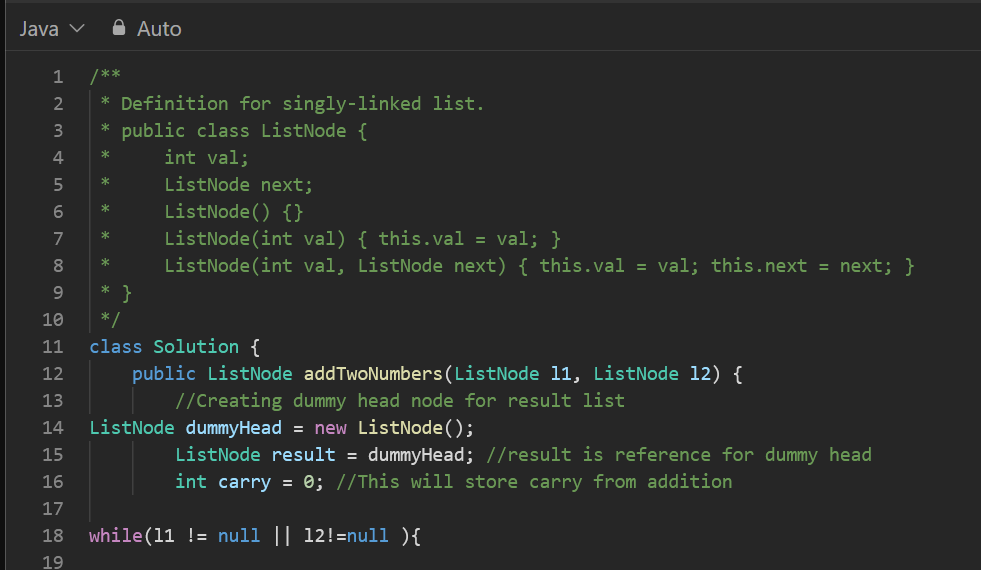 Java Auto
1 /**
2 * Definition for singly-linked list.
3 * public class ListNode {
4 *     int val;
5 *     ListNode next;
6 *     ListNode() {}
7 *     ListNode(int val) { this.val = val; }
8 *     ListNode(int val, ListNode next) { this.val = val; this.next = next; }
9 * }
10 */
11 class Solution {
12     public ListNode addTwoNumbers(ListNode l1, ListNode l2) {
13         //Creating dummy head node for result list
14 ListNode dummyHead = new ListNode();
15         ListNode result = dummyHead; //result is reference for dummy head
16         int carry = 0; //This will store carry from addition
17
18 while(l1 != null || l2!=null ){
19